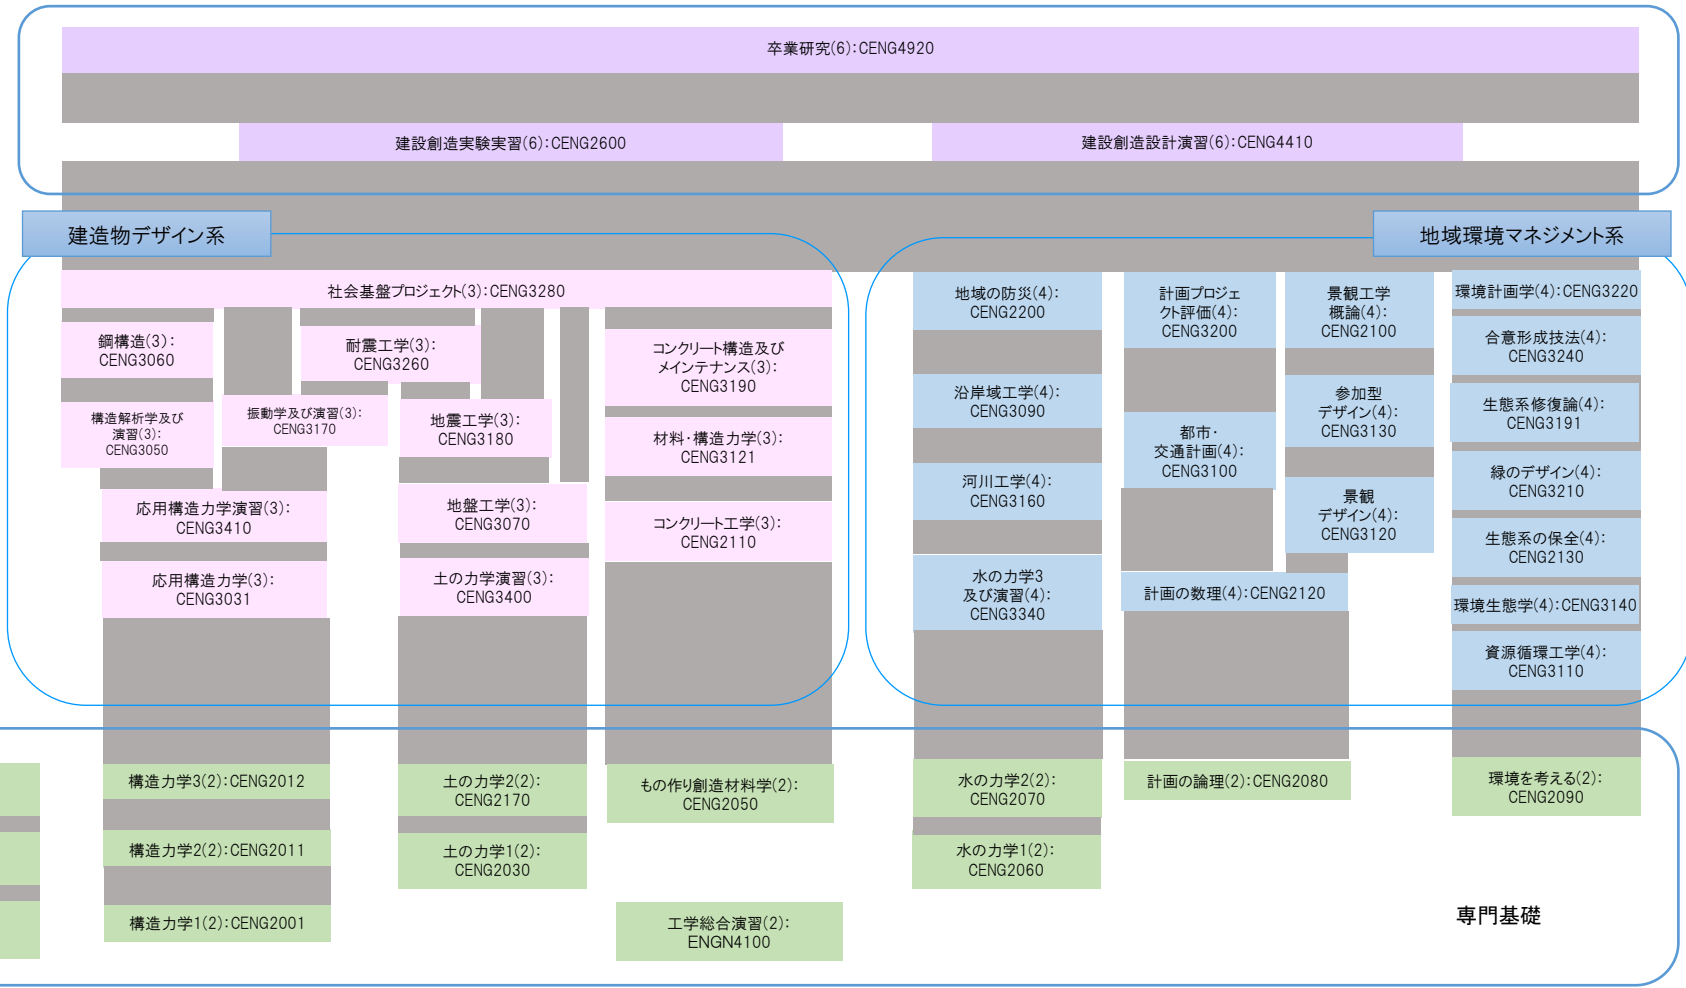 卒業研究(6):CENG4920
建設創造実験実習(6):CENG2600
建設創造設計演習(6):CENG4410
建造物デザイン系
社会基盤プロジェクト(3):CENG3280
鋼構造(3):
CENG3060
耐震工学(3):
CENG3260
コンクリート構造及び
メインテナンス(3):
CENG3190
構造解析学及び
演習(3):
CENG3050
振動学及び演習(3):
CENG3170
地震工学(3):
CENG3180
材料・構造力学(3):
CENG3121
応用構造力学演習(3):
CENG3410
地盤工学(3):
CENG3070
コンクリート工学(3):
CENG2110
応用構造力学(3):
CENG3031
土の力学演習(3):
CENG3400
地域環境マネジメント系
地域の防災(4):
CENG2200
計画プロジェ
クト評価(4):
CENG3200
景観工学
概論(4):
CENG2100
環境計画学(4):CENG3220
合意形成技法(4):
CENG3240
沿岸域工学(4):
CENG3090
都市・
交通計画(4):
CENG3100
参加型
デザイン(4):
CENG3130
生態系修復論(4):
CENG3191
河川工学(4):
CENG3160
景観
デザイン(4):
CENG3120
緑のデザイン(4):
CENG3210
生態系の保全(4):
CENG2130
水の力学3
及び演習(4):
CENG3340
計画の数理(4):CENG2120
環境生態学(4):CENG3140
資源循環工学(4):
CENG3110
構造力学3(2):CENG2012
土の力学2(2):
CENG2170
もの作り創造材料学(2):
CENG2050
水の力学2(2):
CENG2070
計画の論理(2):CENG2080
環境を考える(2):
CENG2090
構造力学2(2):CENG2011
土の力学1(2):
CENG2030
水の力学1(2):
CENG2060
構造力学1(2):CENG2001
工学総合演習(2):
ENGN4100
専門基礎